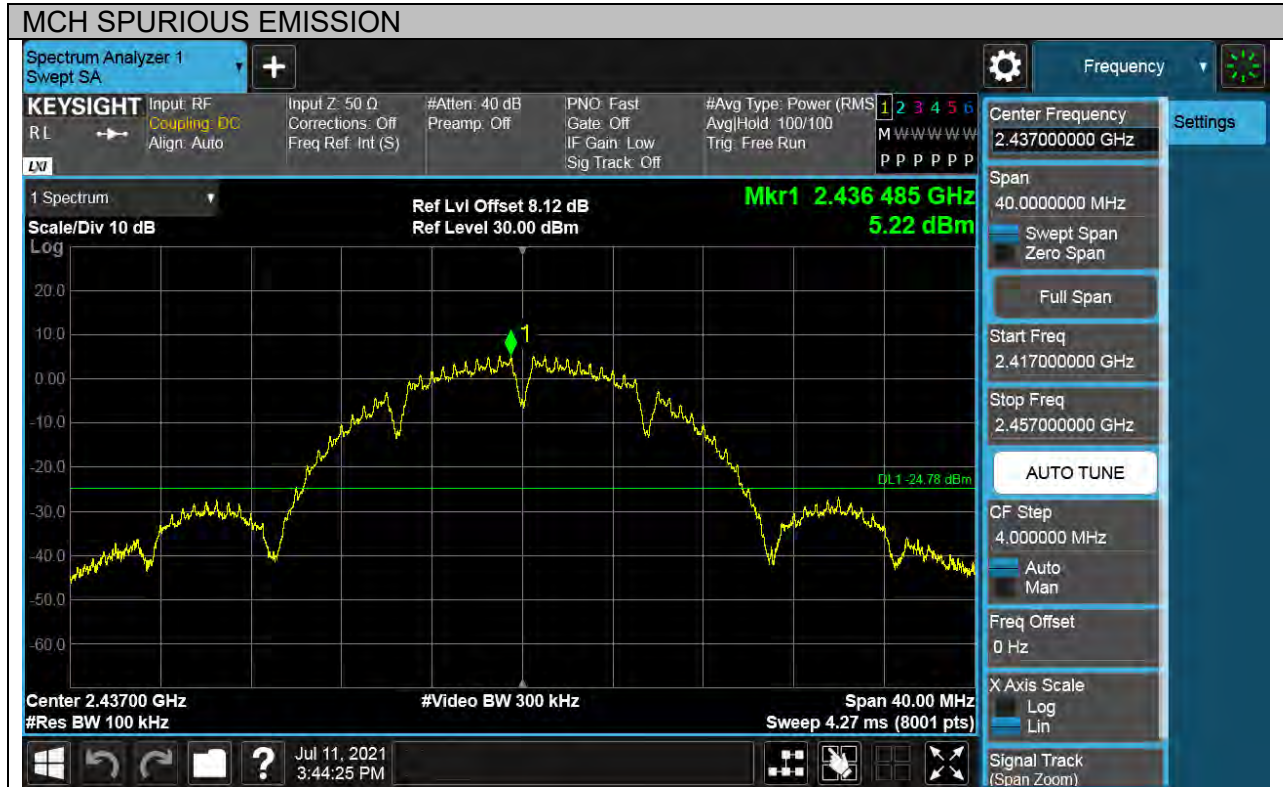 MCH SPURIOUS EMISSION
Spectrum Analyzer 1
Swept SA
+
Frequency
KEYSIGHT
RL
LXI
Input: RF
Coupling: DC
Align: Auto
Input Z: 50 Ω
Corrections: Off
Freq Ref: Int (S)
#Atten: 40 dB
Preamp: Off
PNO: Fast
Gate: Off
IF Gain: Low
Sig Track: Off
#Avg Type: Power (RMS
Avg|Hold: 100/100
Trig: Free Run
1 2 3 4 5 6
M W W W W W
P P P P P P
1 Spectrum
Scale/Div 10 dB
Log
Ref Lvl Offset 8.12 dB
Ref Level 30.00 dBm
Mkr1 2.436 485 GHz
5.22 dBm
20.0
10.0
0.00
-10.0
-20.0
-30.0
-40.0
-50.0
-60.0
1
DL1 -24.78 dBm
Center 2.43700 GHz
#Res BW 100 kHz
#Video BW 300 kHz
Span 40.00 MHz
Sweep 4.27 ms (8001 pts)
Center Frequency
2.437000000 GHz
Settings
Span
40.0000000 MHz
Swept Span
Zero Span
Full Span
Start Freq
2.417000000 GHz
Stop Freq
2.457000000 GHz
AUTO TUNE
CF Step
4.000000 MHz
Auto
Man
Freq Offset
0 Hz
X Axis Scale
Log
Lin
Signal Track
(Span Zoom)
?
Jul 11, 2021
3:44:25 PM